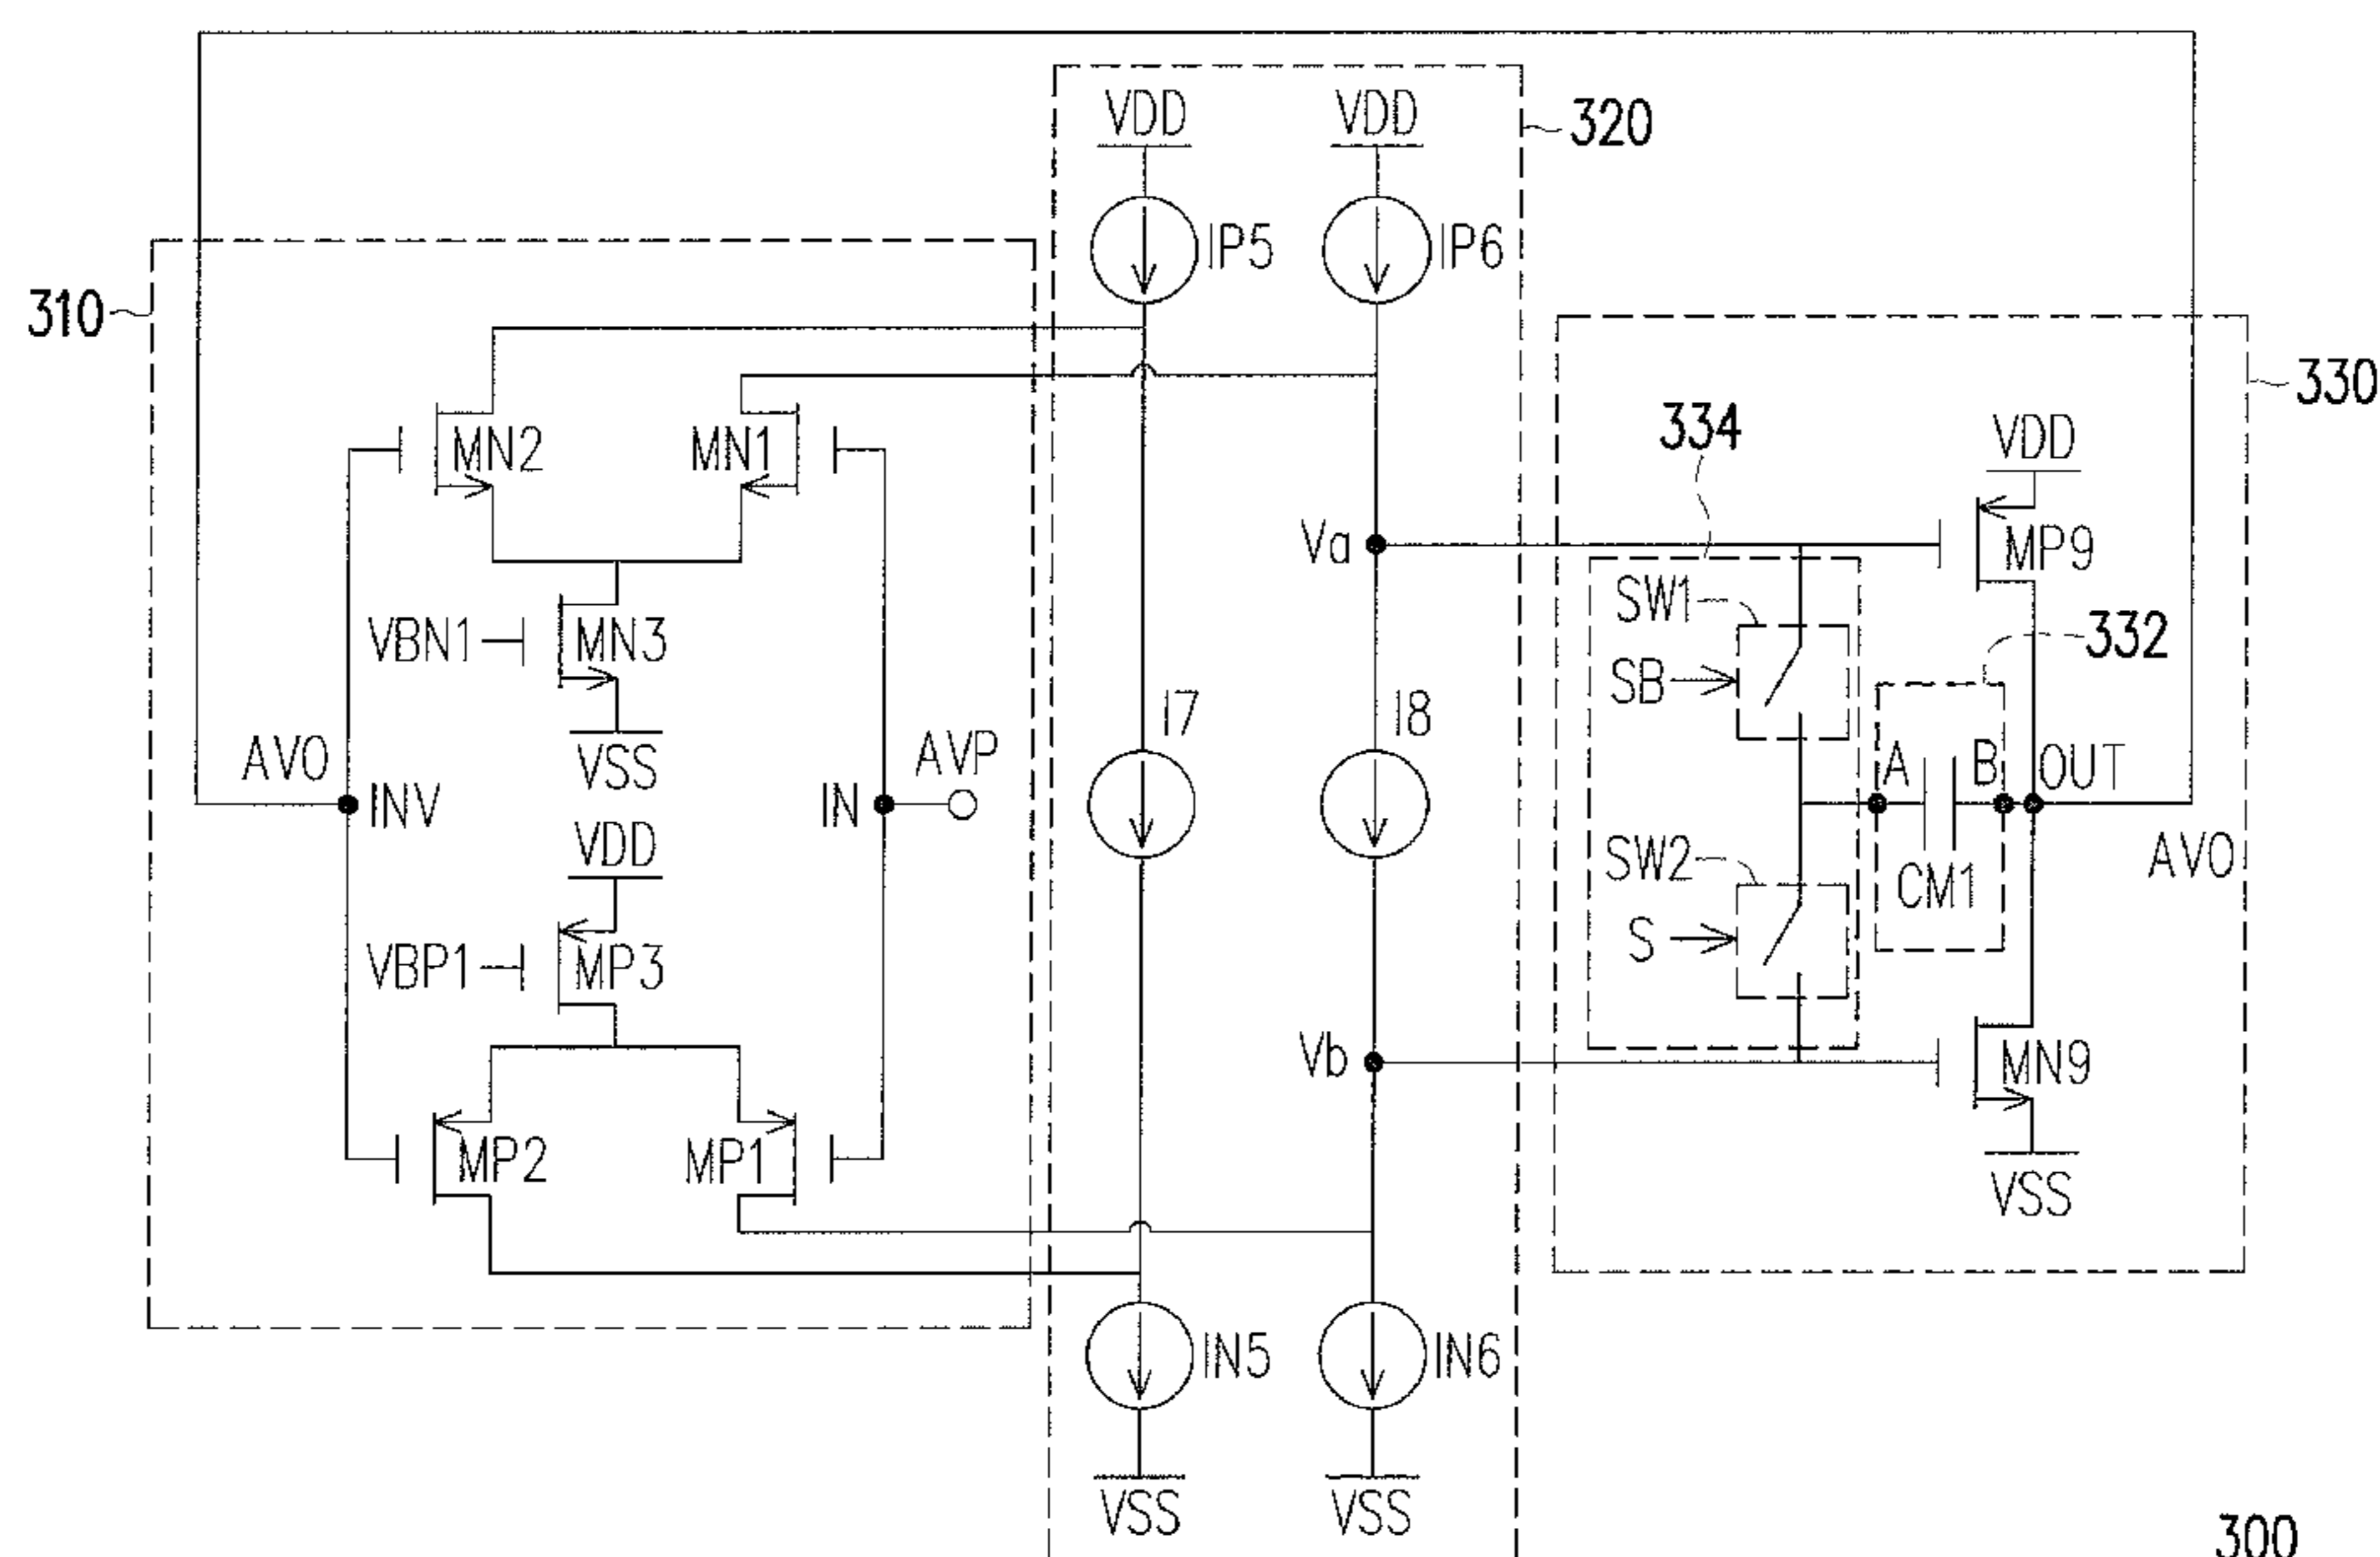 VDD VDD 320
IP5 IP6
310
330
334
VDD
MN2 MN1
MP9
Va
SW1
332
VBN1 MN3
SB
I7 I8
AVO VSS AVP
A B OUT
INV IN
VDD
SW2 CM1 AVO
VBP1 MP3 S
Vb
MN9
MP2 MP1
VSS
IN5 IN6
VSS VSS
300